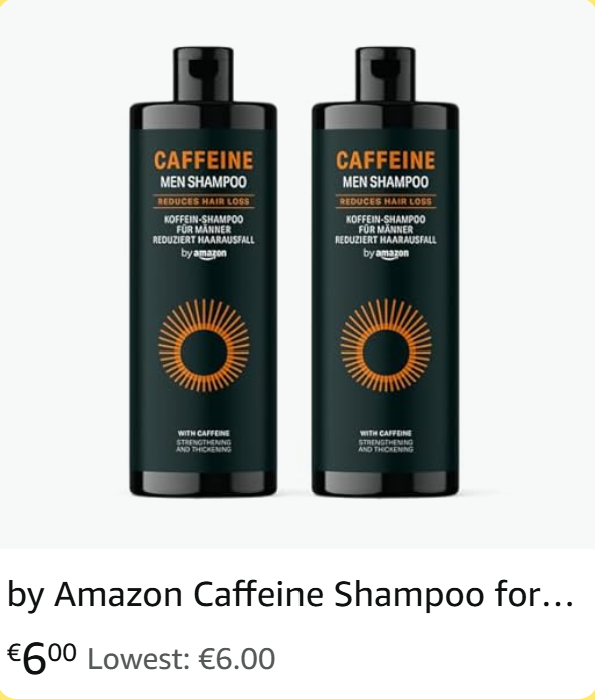 CAFFEINE
MEN SHAMPOO
REDUCES HAIR LOSS
KOFFEIN-SHAMPOO
FÜR MÄNNER
REDUZIERT HAARAUSFALL
by amazon
WITH CAFFEINE
STRENGTHENING
AND THICKENING
CAFFEINE
MEN SHAMPOO
REDUCES HAIR LOSS
KOFFEIN-SHAMPOO
FÜR MÄNNER
REDUZIERT HAARAUSFALL
by amazon
WITH CAFFEINE
STRENGTHENING
AND THICKENING
by Amazon Caffeine Shampoo for...
€6⁰⁰ Lowest: €6.00